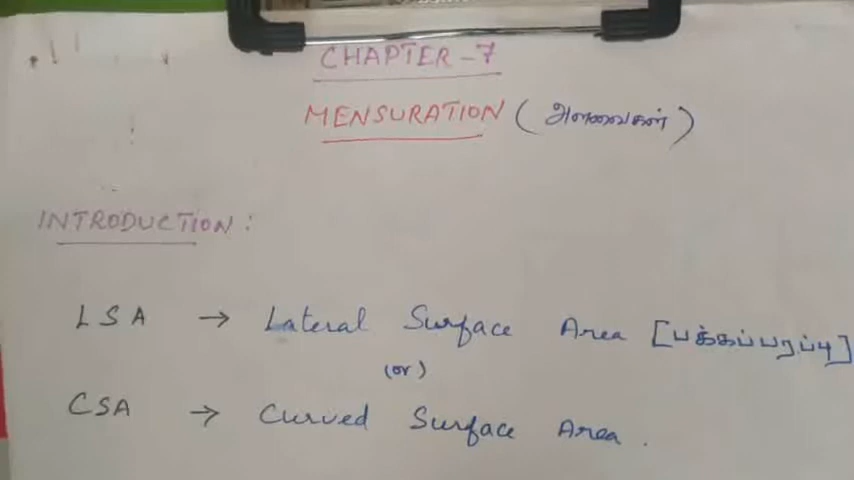 CHAPTER-7
MENSURATION (அளவைகள்)
INTRODUCTION:
LSA → Lateral Surface Area [பக்கப்பரப்பு]
(or)
CSA → Curved Surface Area.